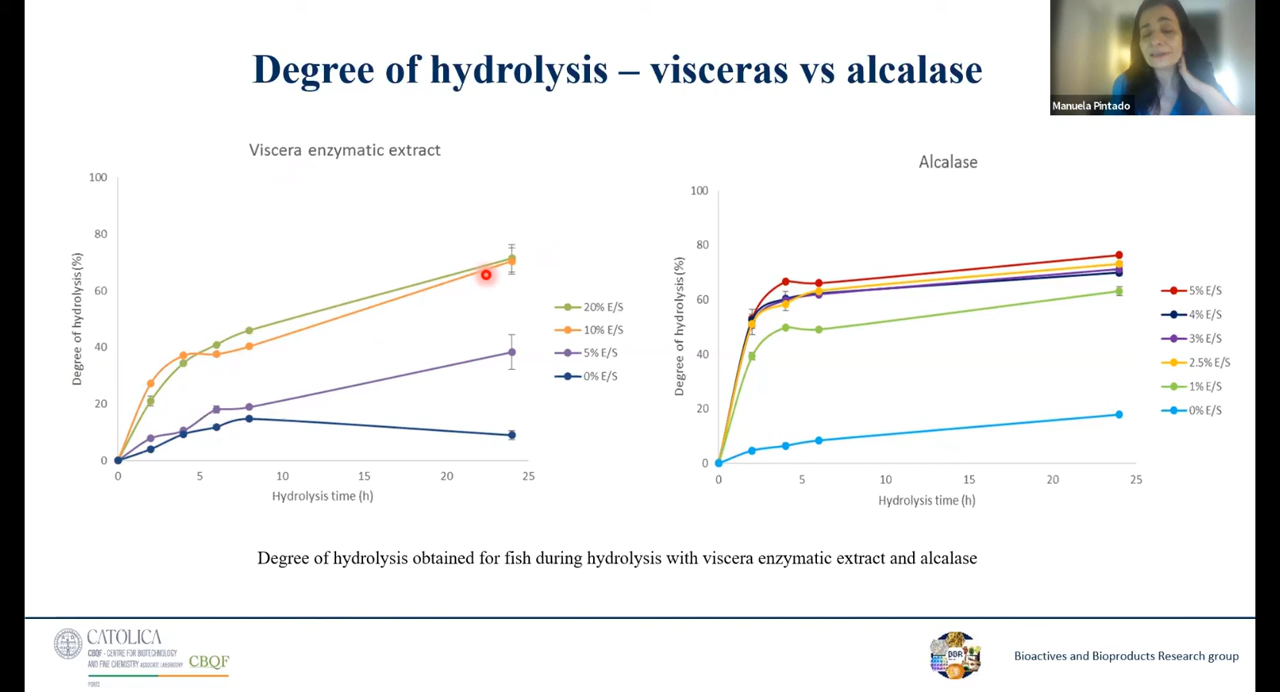 Degree of hydrolysis – visceras vs alcalase
Manuela Pintado
Viscera enzymatic extract
100
80
60
40
20
0
0
5
10
15
20
25
Degree of hydrolysis (%)
Hydrolysis time (h)
20% E/S
10% E/S
5% E/S
0% E/S
Alcalase
100
80
60
40
20
0
0
5
10
15
20
25
Degree of hydrolysis (%)
Hydrolysis time (h)
5% E/S
4% E/S
3% E/S
2.5% E/S
1% E/S
0% E/S
Degree of hydrolysis obtained for fish during hydrolysis with viscera enzymatic extract and alcalase
CATOLICA
CBQF - CENTRE FOR BIOTECHNOLOGY
AND FINE CHEMISTRY ASSOCIATE LABORATORY
CBQF
PORTO
BBR
Bioactives and Bioproducts Research group